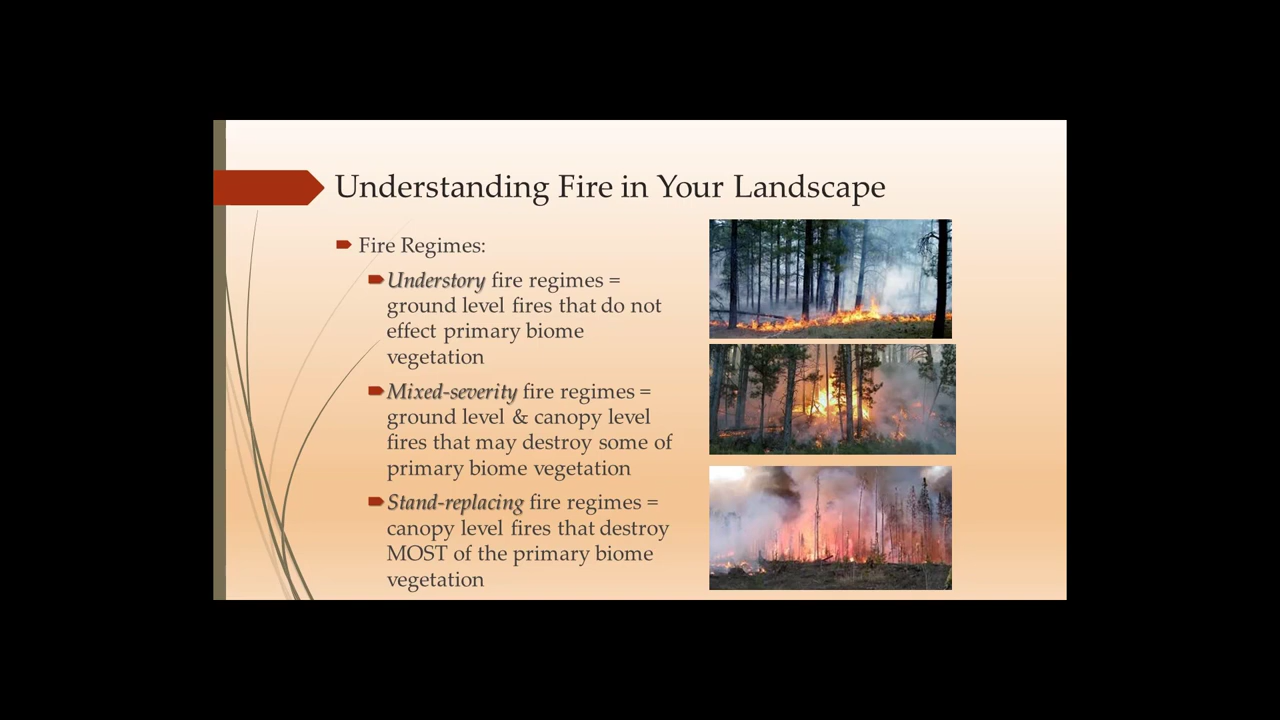 Understanding Fire in Your Landscape
Fire Regimes:
Understory fire regimes =
ground level fires that do not
effect primary biome
vegetation
Mixed-severity fire regimes =
ground level & canopy level
fires that may destroy some of
primary biome vegetation
Stand-replacing fire regimes =
canopy level fires that destroy
MOST of the primary biome
vegetation